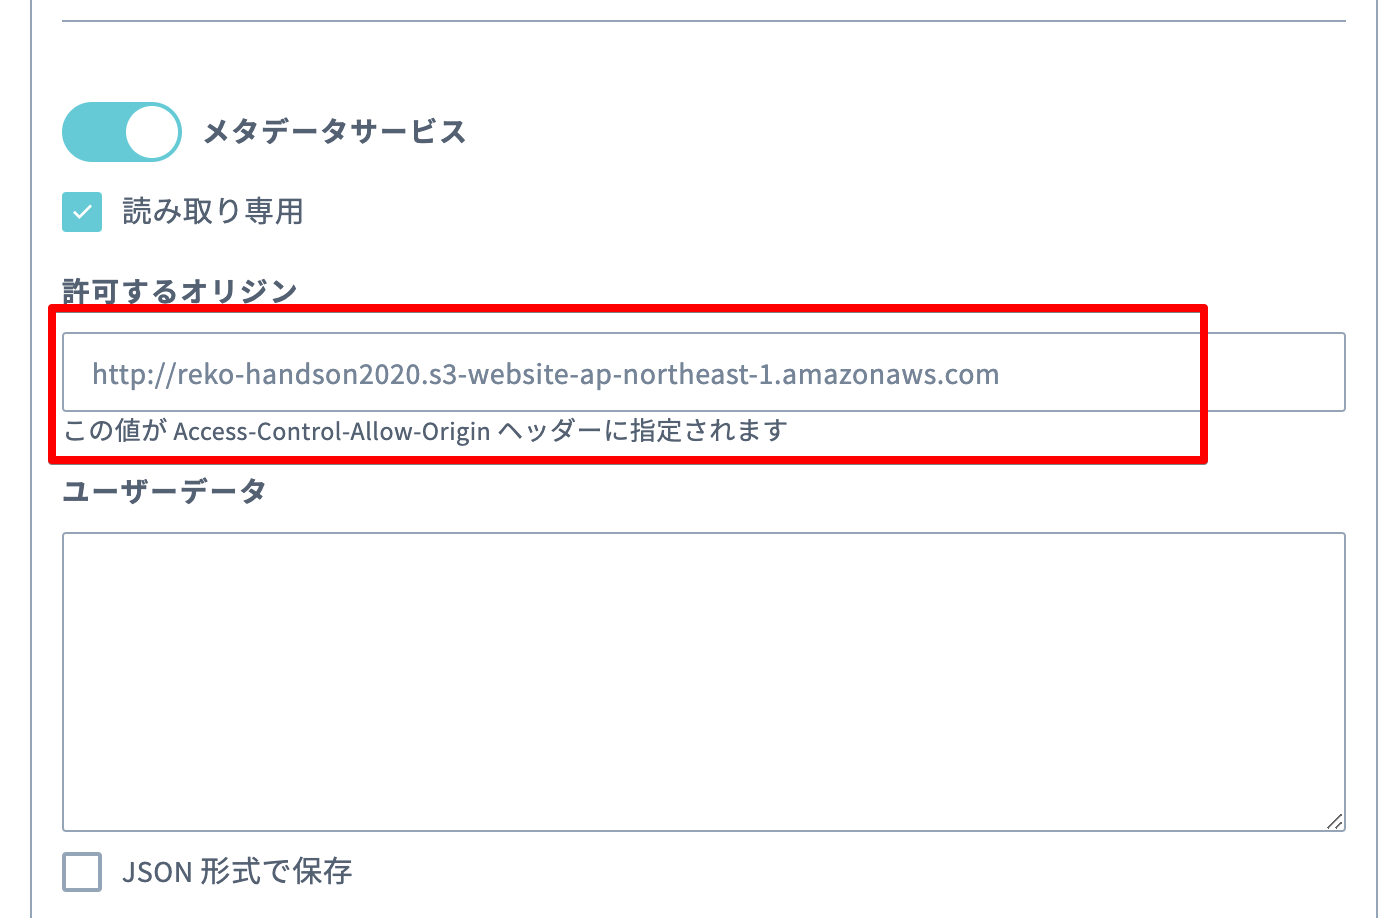 メタデータサービス
読み取り専用
許可するオリジン
http://reko-handson2020.s3-website-ap-northeast-1.amazonaws.com
この値が Access-Control-Allow-Origin ヘッダーに指定されます
ユーザーデータ
JSON 形式で保存